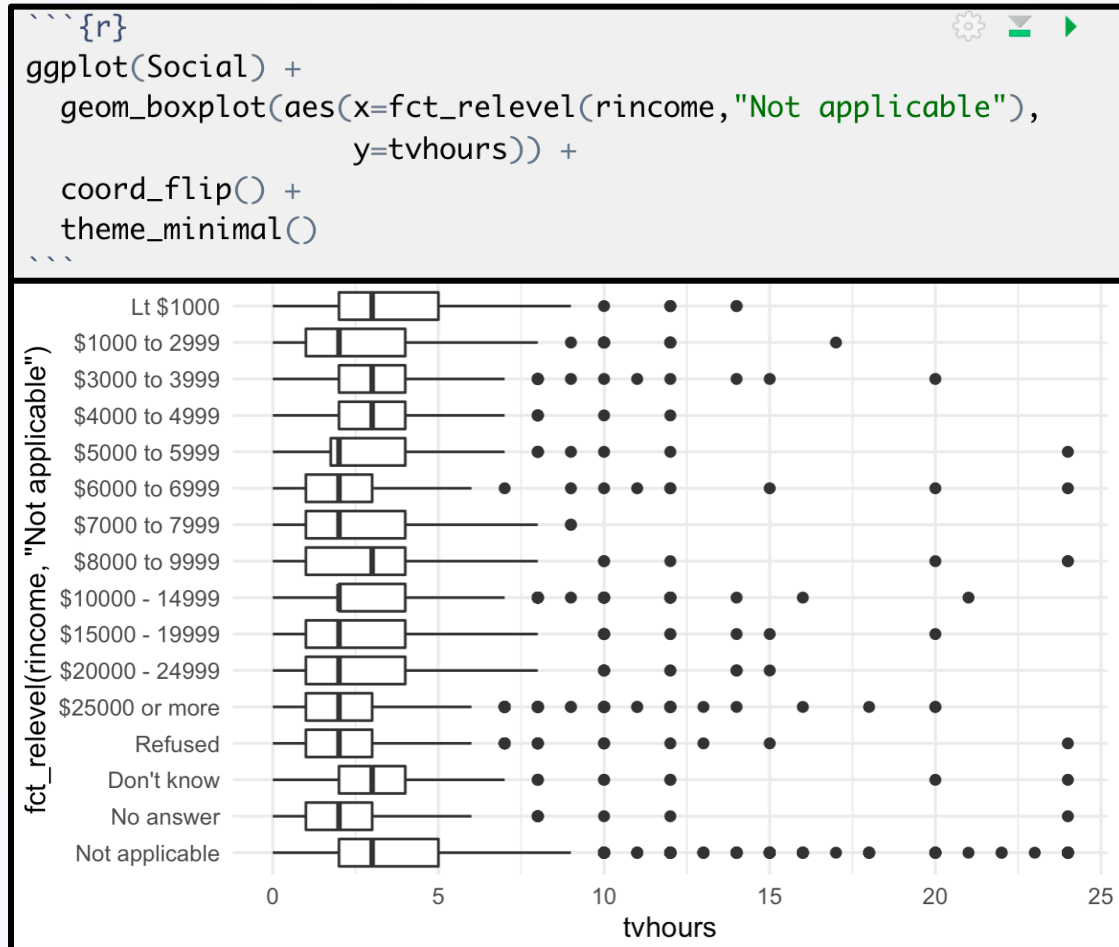 ```{r}
ggplot(Social) +
  geom_boxplot(aes(x=fct_relevel(rincome,"Not applicable"),
                   y=tvhours)) +
  coord_flip() +
  theme_minimal()
```
fct_relevel(rincome, "Not applicable")
Lt $1000
$1000 to 2999
$3000 to 3999
$4000 to 4999
$5000 to 5999
$6000 to 6999
$7000 to 7999
$8000 to 9999
$10000 - 14999
$15000 - 19999
$20000 - 24999
$25000 or more
Refused
Don't know
No answer
Not applicable
0 5 10 15 20 25
tvhours